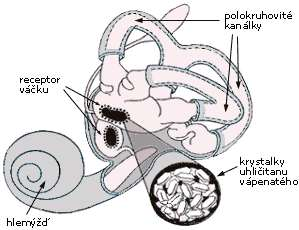 polokruhovité
kanálky
receptor
váčku
krystalky
uhličitanu
vápenatého
hlemýžď